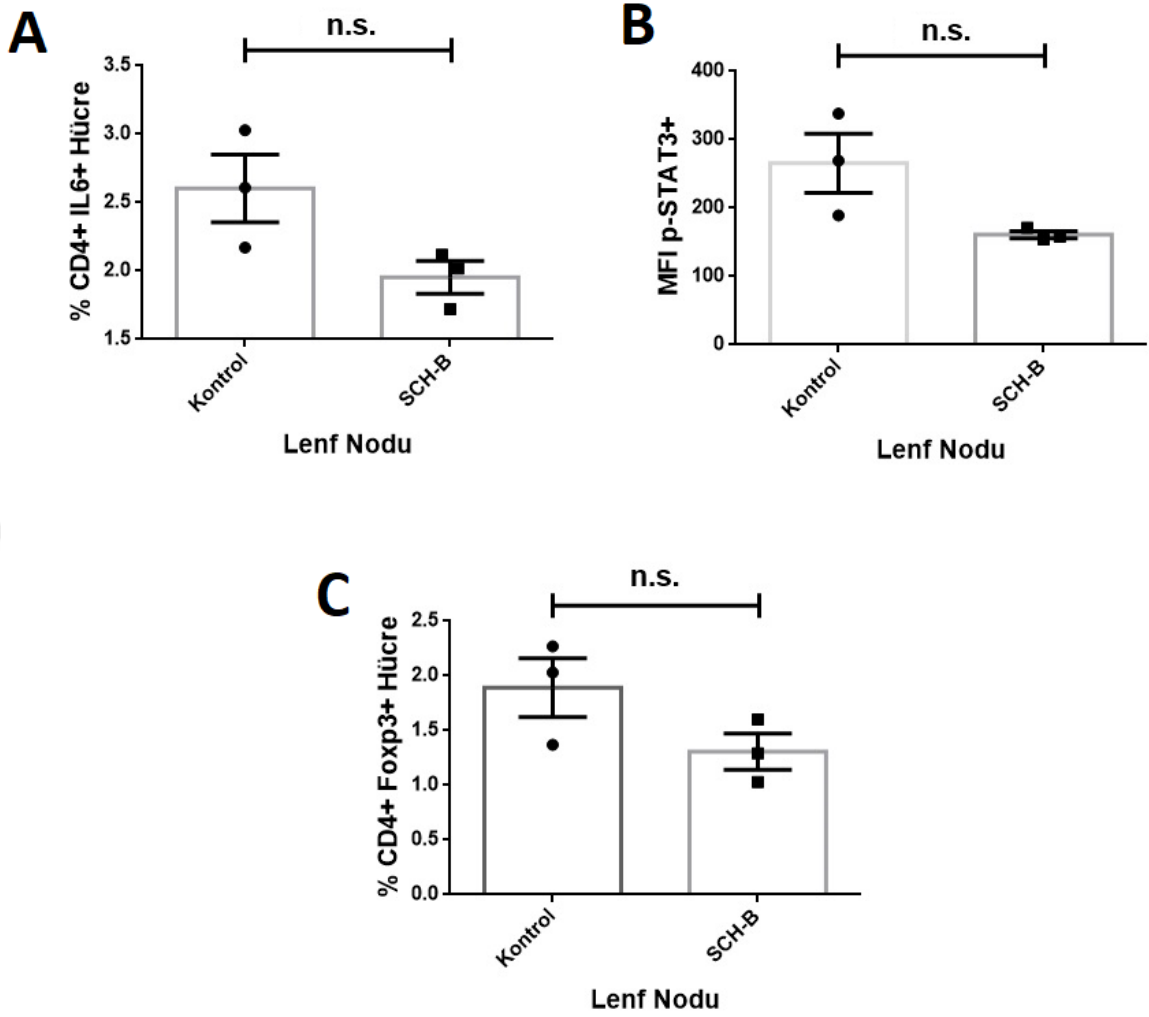 A
n.s.
% CD4+ IL6+ Hücre
3.5
3.0
2.5
2.0
1.5
Kontrol
SCH-B
Lenf Nodu
B
n.s.
MFI p-STAT3+
400
300
200
100
0
Kontrol
SCH-B
Lenf Nodu
C
n.s.
% CD4+ Foxp3+ Hücre
2.5
2.0
1.5
1.0
0.5
0.0
Kontrol
SCH-B
Lenf Nodu